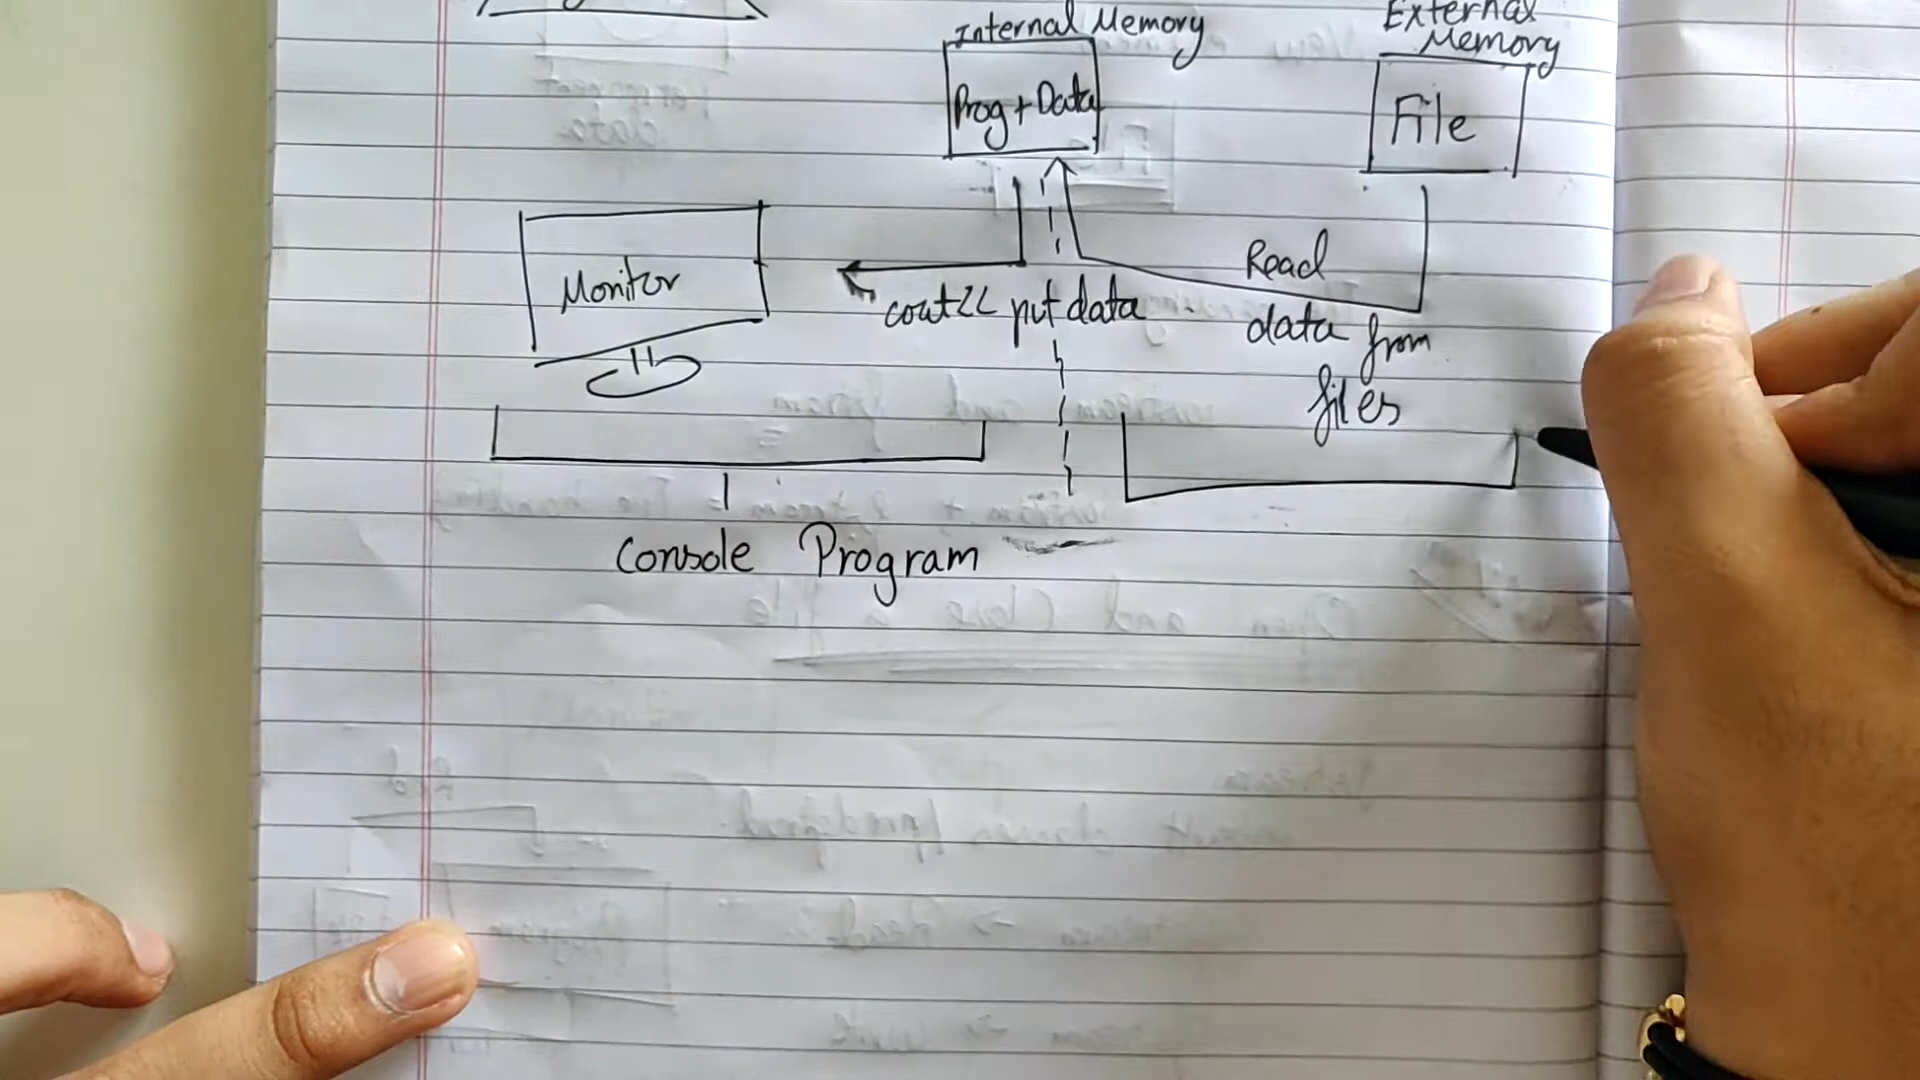 Internal Memory
External
Memory
Prog + Data
File
Monitor
cout<< put data
Read
data from
files
Console Program